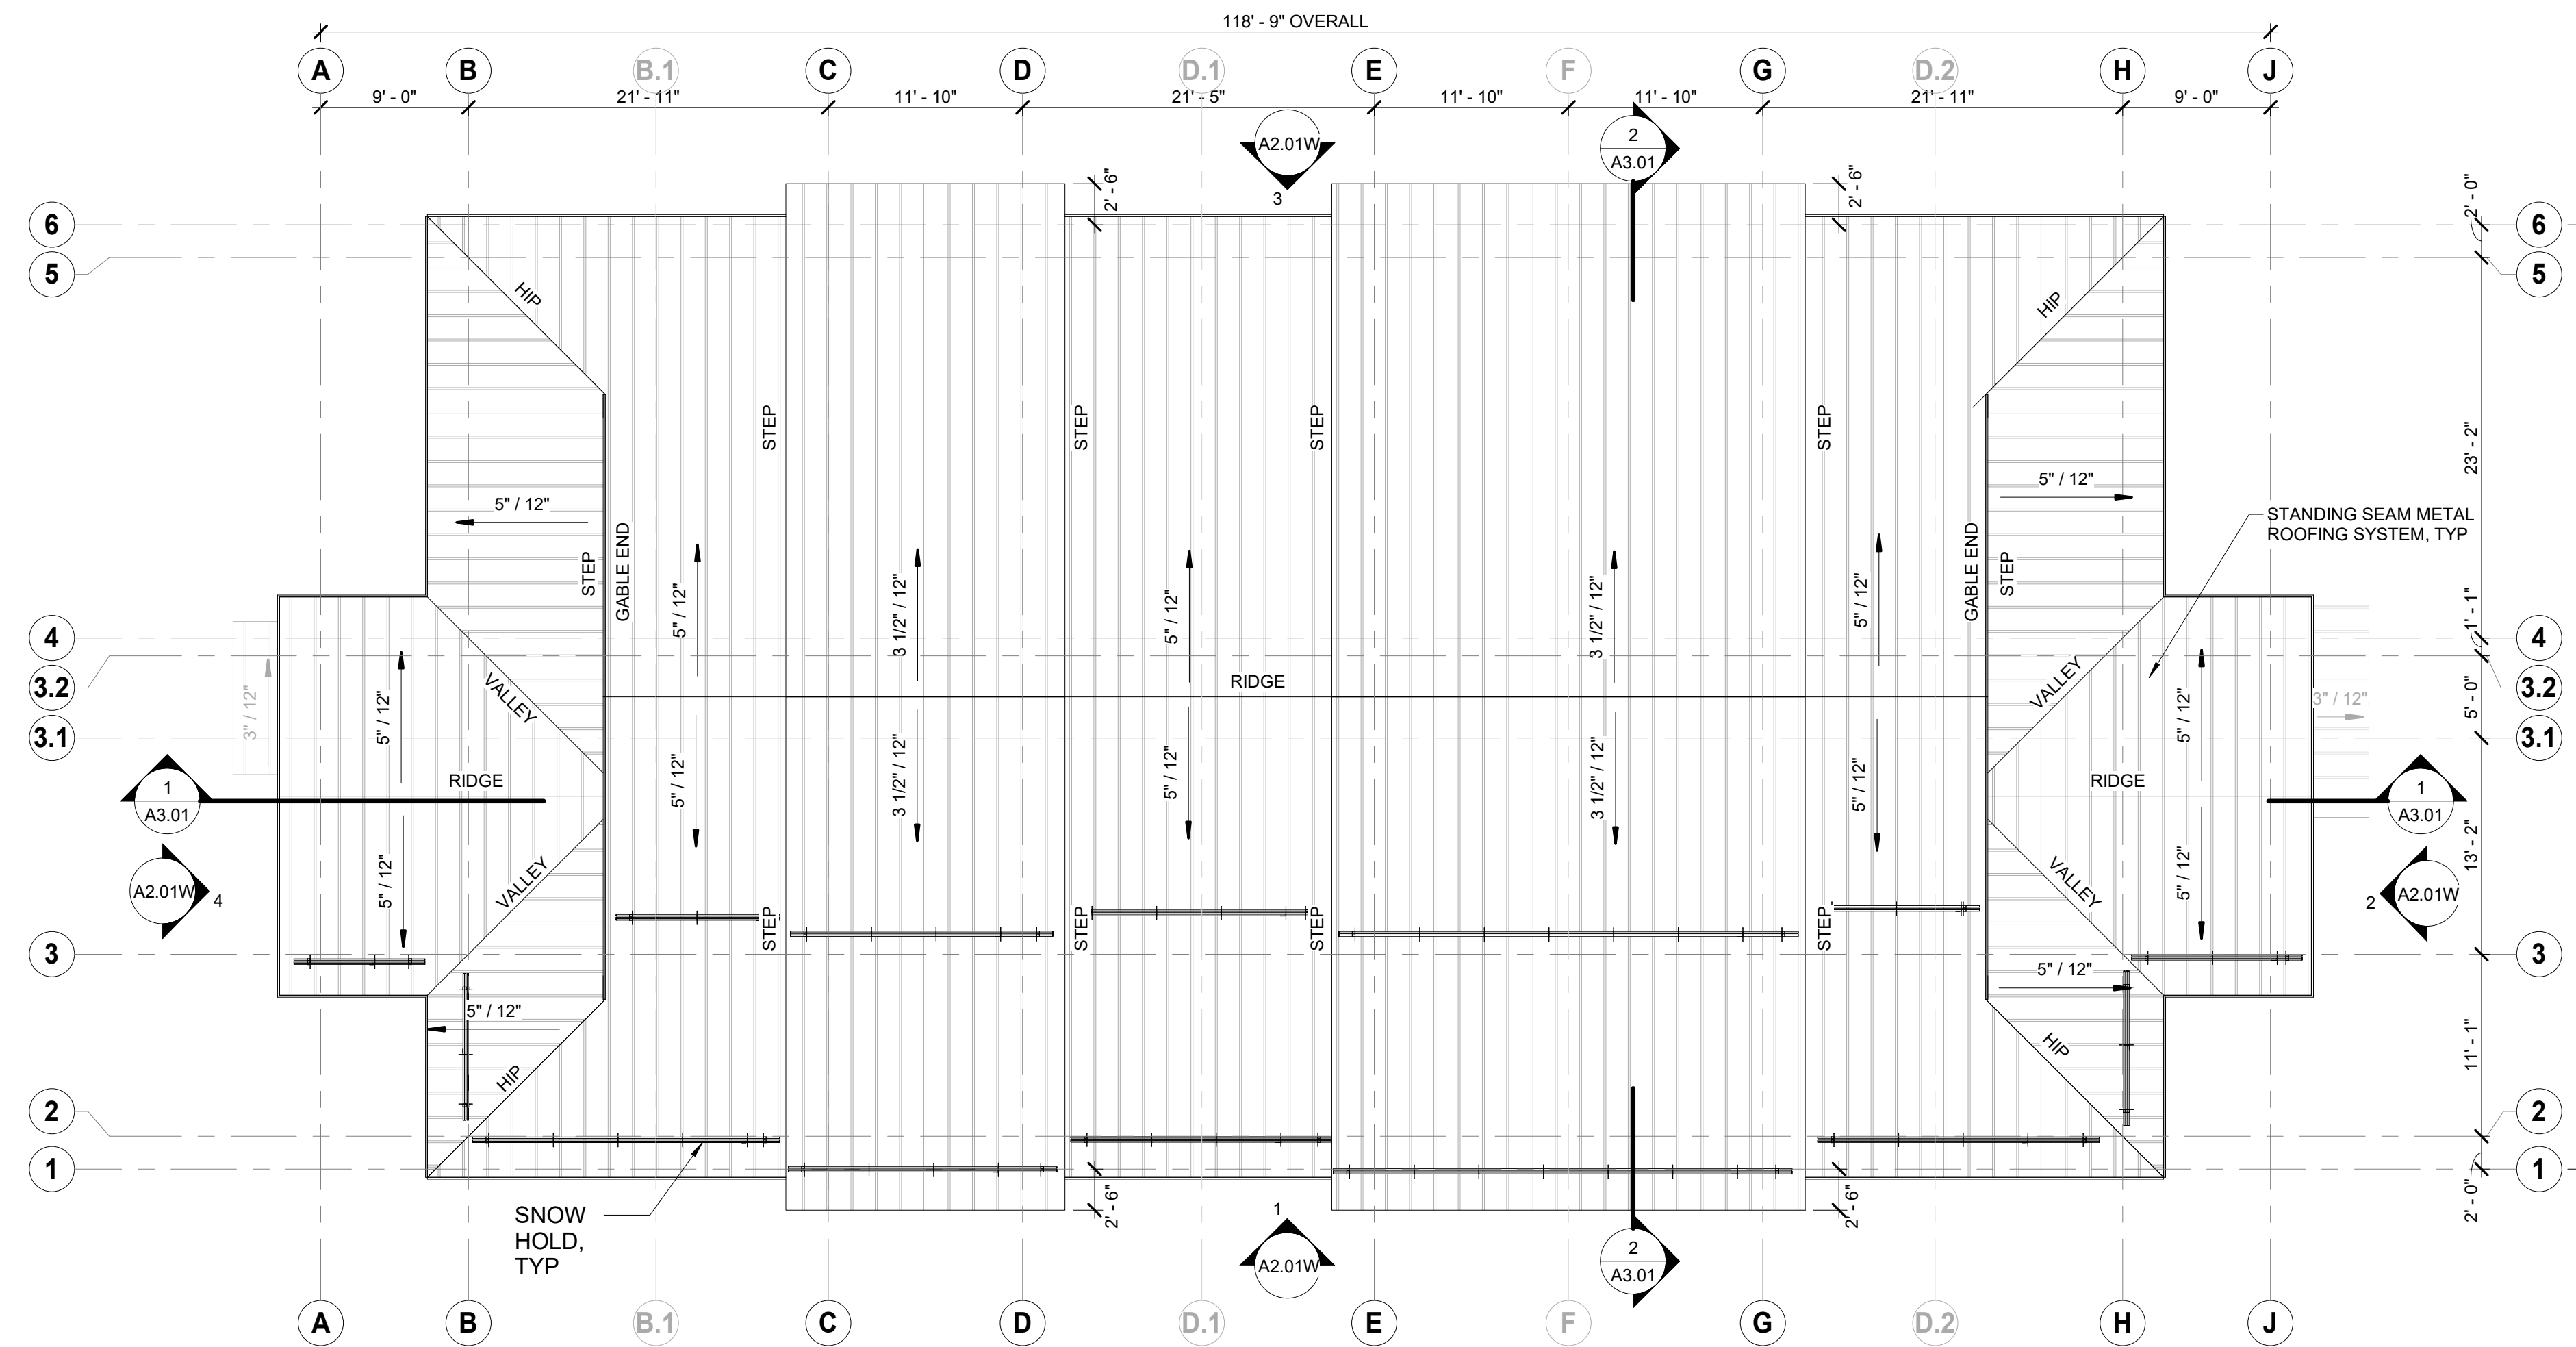 118' - 9" OVERALL
A B B.1 C D D.1 E F G D.2 H J
9' - 0" 21' - 11" 11' - 10" 21' - 5" 11' - 10" 11' - 10" 21' - 11" 9' - 0"
A2.01W
3
2
A3.01
2' - 6"
2' - 6"
2' - 0"
6
6
5
5
HIP
HIP
STEP
STEP
STEP
STEP
23' - 2"
5" / 12"
5" / 12"
STANDING SEAM METAL
ROOFING SYSTEM, TYP
STEP
GABLE END
GABLE END
STEP
5" / 12"
3 1/2" / 12"
5" / 12"
3 1/2" / 12"
5" / 12"
1' - 1"
4
4
3.2
3.2
VALLEY
RIDGE
VALLEY
3" / 12"
5" / 12"
5" / 12"
3" / 12"
5' - 0"
3.1
3.1
5" / 12"
3 1/2" / 12"
5" / 12"
3 1/2" / 12"
5" / 12"
RIDGE
RIDGE
1
A3.01
1
A3.01
13' - 2"
5" / 12"
VALLEY
VALLEY
5" / 12"
A2.01W
4
2
A2.01W
STEP
STEP
STEP
STEP
3
3
5" / 12"
5" / 12"
11' - 1"
HIP
HIP
2
2
1
1
2' - 6"
2' - 6"
2' - 0"
SNOW
HOLD,
TYP
1
A2.01W
2
A3.01
A B B.1 C D D.1 E F G D.2 H J